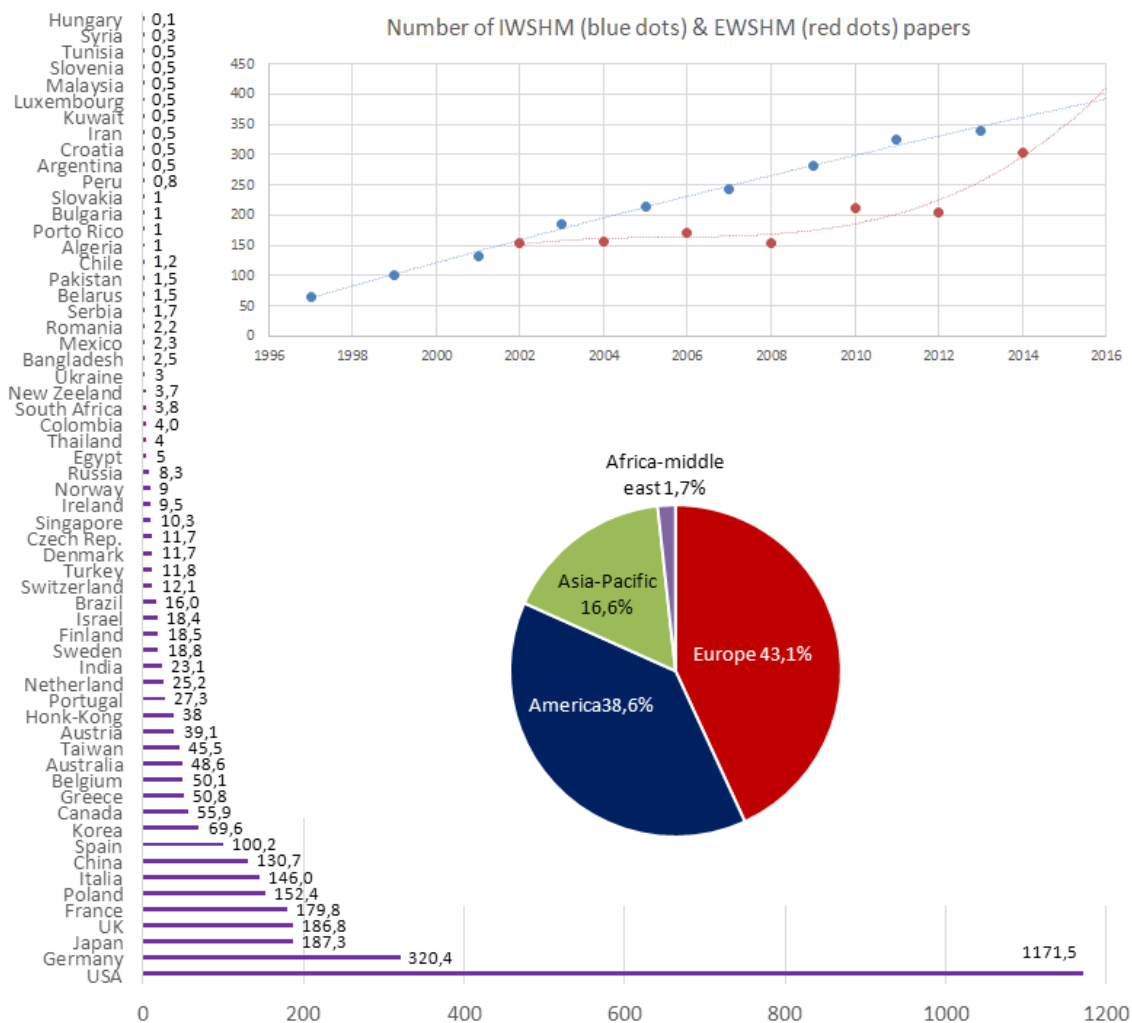 Number of IWSHM (blue dots) & EWSHM (red dots) papers
450
400
350
300
250
200
150
100
50
0
1996 1998 2000 2002 2004 2006 2008 2010 2012 2014 2016
Hungary 0,1
Syria 0,3
Tunisia 0,5
Slovenia 0,5
Malaysia 0,5
Luxembourg 0,5
Kuwait 0,5
Iran 0,5
Croatia 0,5
Argentina 0,5
Peru 0,8
Slovakia 1
Bulgaria 1
Porto Rico 1
Algeria 1
Chile 1,2
Pakistan 1,5
Belarus 1,5
Serbia 1,7
Romania 2,2
Mexico 2,3
Bangladesh 2,5
Ukraine 3
New Zeeland 3,7
South Africa 3,8
Colombia 4,0
Thailand 4
Egypt 5
Russia 8,3
Norway 9
Ireland 9,5
Singapore 10,3
Czech Rep. 11,7
Denmark 11,7
Turkey 11,8
Switzerland 12,1
Brazil 16,0
Israel 18,4
Finland 18,5
Sweden 18,8
India 23,1
Netherland 25,2
Portugal 27,3
Honk-Kong 38
Austria 39,1
Taiwan 45,5
Australia 48,6
Belgium 50,1
Greece 50,8
Canada 55,9
Korea 69,6
Spain 100,2
China 130,7
Italia 146,0
Poland 152,4
France 179,8
UK 186,8
Japan 187,3
Germany 320,4
USA 1171,5
0 200 400 600 800 1000 1200
Africa-middle
east 1,7%
Asia-Pacific
16,6%
Europe 43,1%
America38,6%